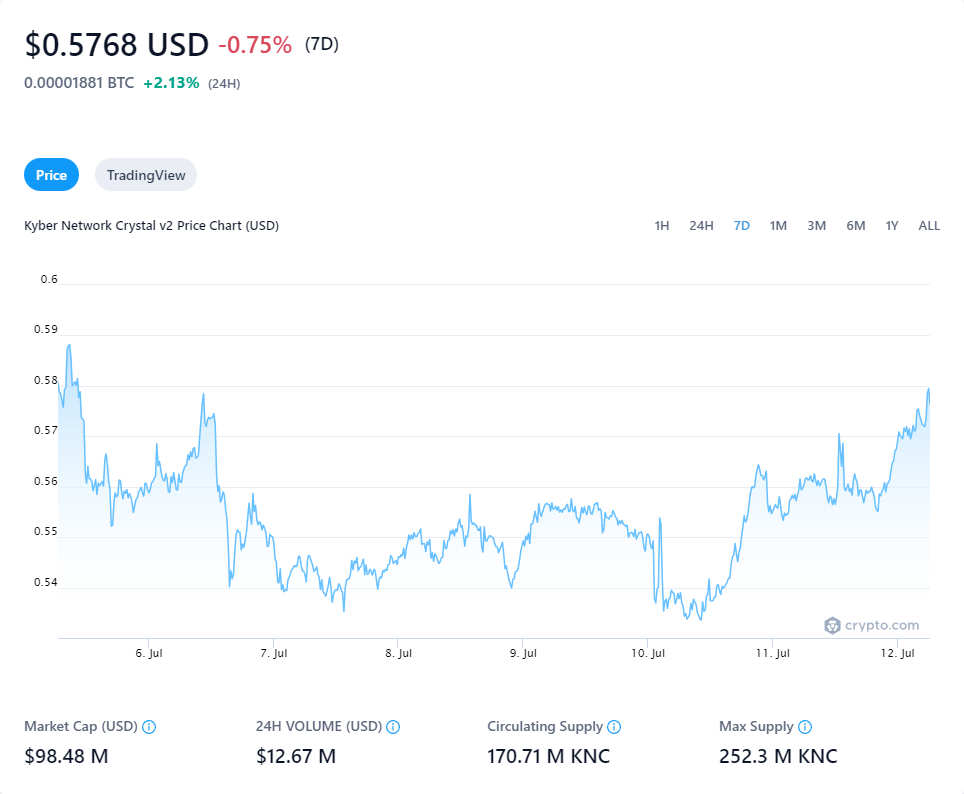 $0.5768 USD -0.75% (7D)
0.00001881 BTC +2.13% (24H)
Price TradingView
Kyber Network Crystal v2 Price Chart (USD) 1H 24H 7D 1M 3M 6M 1Y ALL
0.6
0.59
0.58
0.57
0.56
0.55
0.54
crypto.com
6. Jul 7. Jul 8. Jul 9. Jul 10. Jul 11. Jul 12. Jul
Market Cap (USD) 24H VOLUME (USD) Circulating Supply Max Supply
$98.48 M $12.67 M 170.71 M KNC 252.3 M KNC